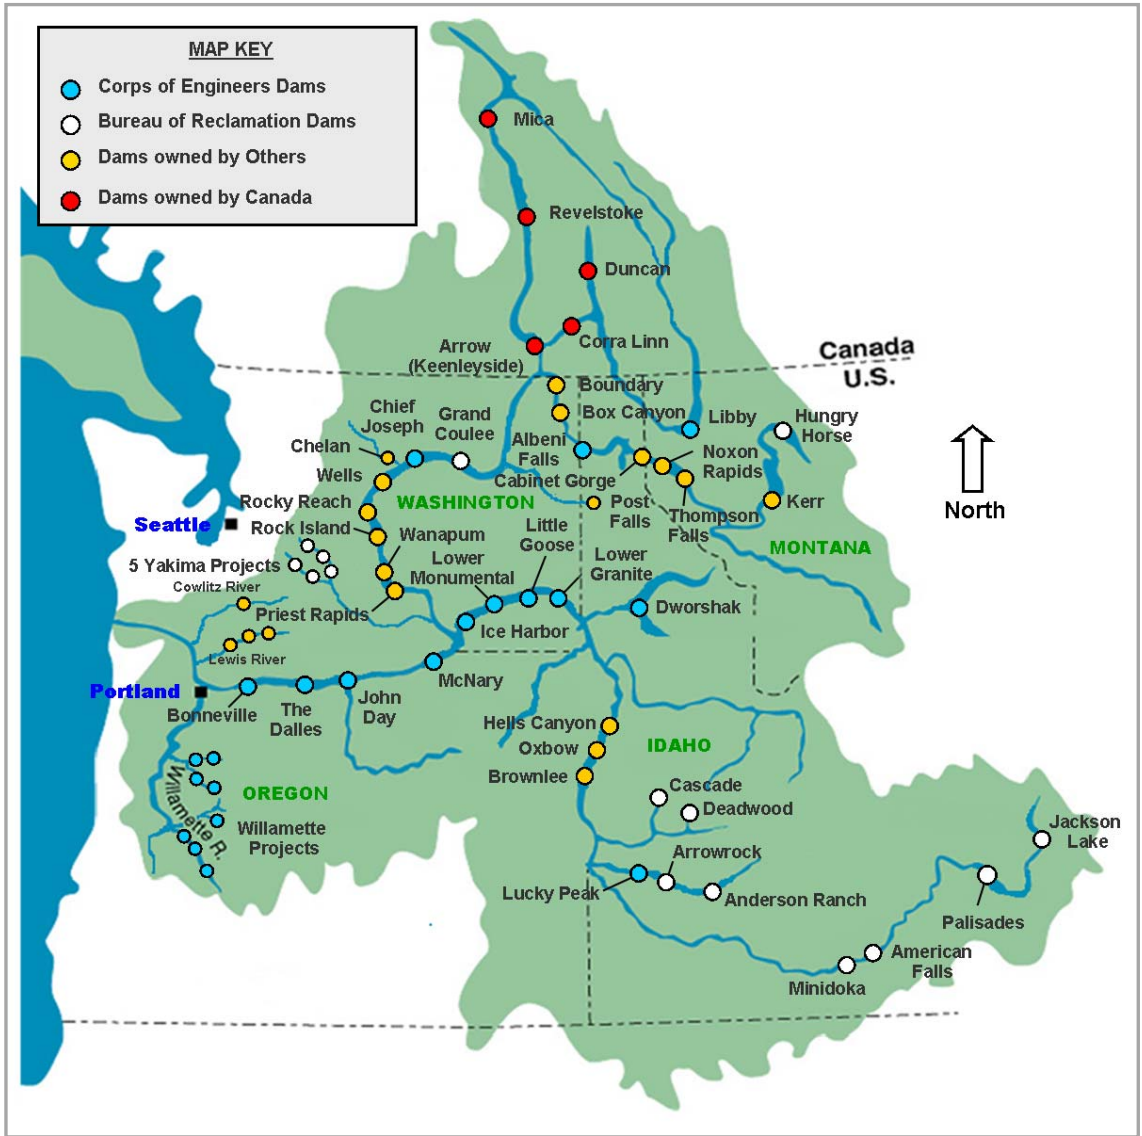 MAP KEY
Corps of Engineers Dams
Bureau of Reclamation Dams
Dams owned by Others
Dams owned by Canada
Mica
Revelstoke
Duncan
Corra Linn
Arrow
(Keenleyside)
Canada
U.S.
Boundary
Box Canyon
Libby
Hungry
Horse
Chief
Joseph
Grand
Coulee
Albeni
Falls
Chelan
Noxon
Rapids
Cabinet Gorge
Wells
Kerr
Rocky Reach
WASHINGTON
Post
Falls
Thompson
Falls
North
Seattle
Rock Island
Wanapum
Little
Goose
MONTANA
5 Yakima Projects
Lower
Monumental
Lower
Granite
Cowlitz River
Priest Rapids
Ice Harbor
Dworshak
Lewis River
McNary
Portland
Bonneville
The
Dalles
John
Day
Hells Canyon
Oxbow
IDAHO
Brownlee
Cascade
Deadwood
OREGON
Willamette R.
Willamette
Projects
Jackson
Lake
Arrowrock
Lucky Peak
Anderson Ranch
Palisades
American
Falls
Minidoka